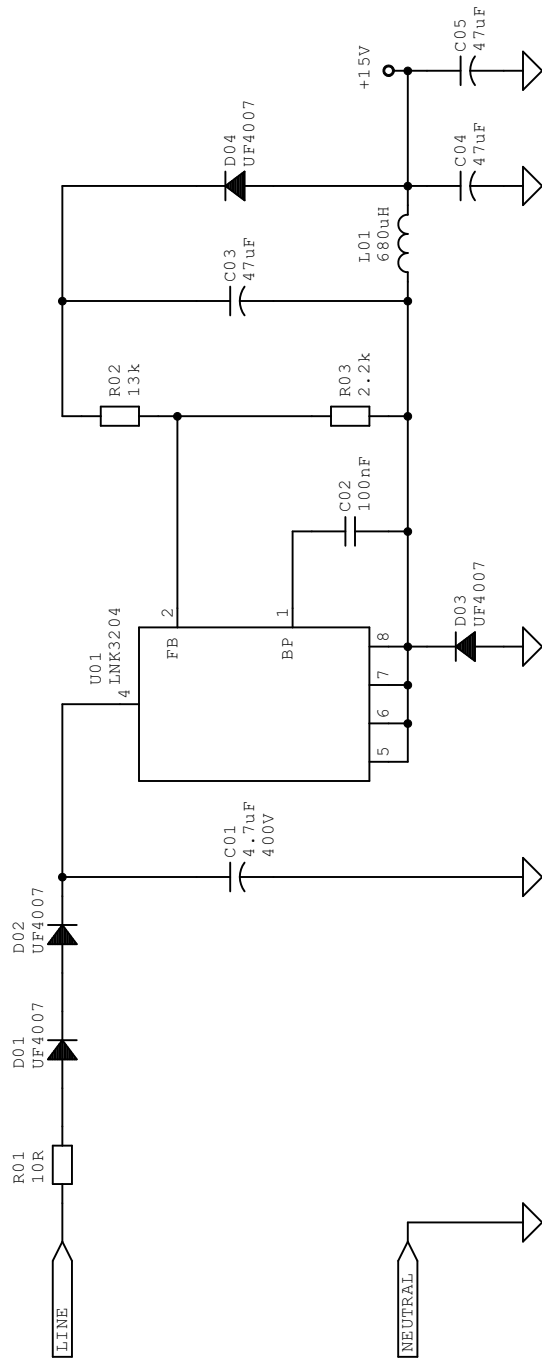 LINE
NEUTRAL
R01
10R
D01
UF4007
D02
UF4007
C01
4.7uF
400V
U01
LNK3204
4
FB
2
BP
1
5
6
7
8
D03
UF4007
C02
100nF
R02
13k
R03
2.2k
C03
47uF
L01
680uH
D04
UF4007
+15V
C04
47uF
C05
47uF